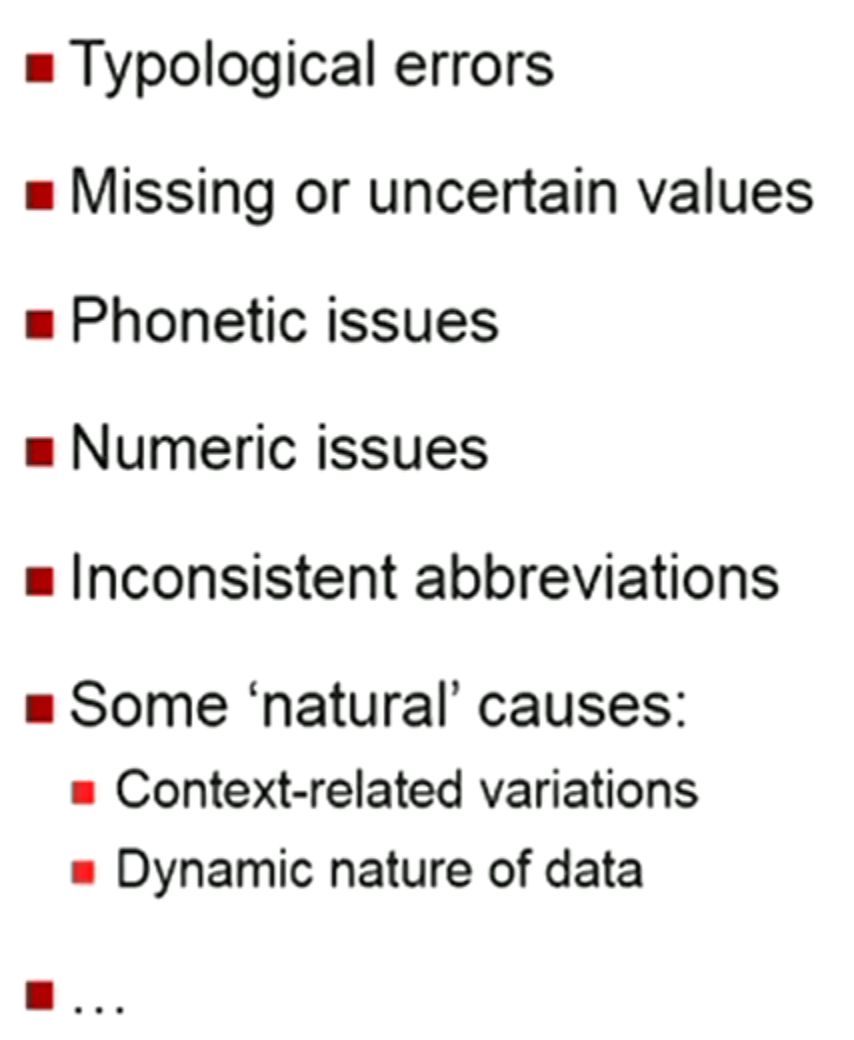 Typological errors
Missing or uncertain values
Phonetic issues
Numeric issues
Inconsistent abbreviations
Some ‘natural’ causes:
Context-related variations
Dynamic nature of data
...